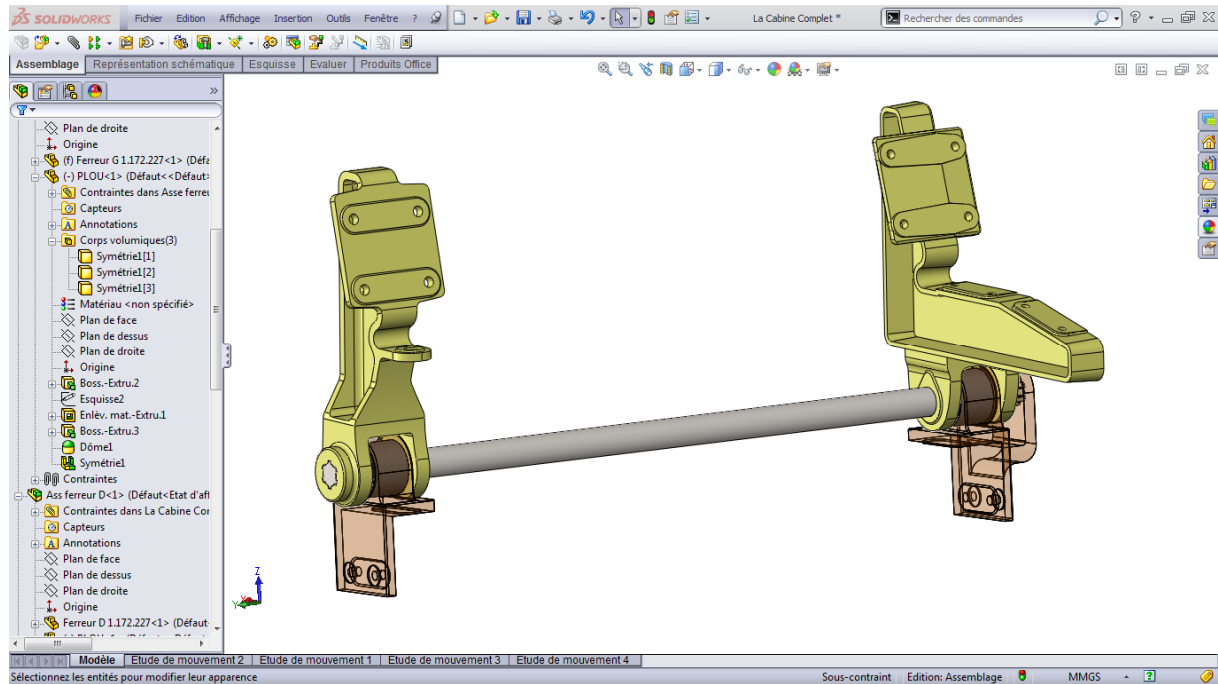 SOLIDWORKS Fichier Edition Affichage Insertion Outils Fenêtre ? La Cabine Complet * Rechercher des commandes ?
Assemblage Représentation schématique Esquisse Evaluer Produits Office
Plan de droite
Origine
(f) Ferreur G 1.172.227<1> (Défa
(-) PLOU<1> (Défaut<<Défaut>
Contraintes dans Asse ferreu
Capteurs
Annotations
Corps volumiques(3)
Symétrie1[1]
Symétrie1[2]
Symétrie1[3]
Matériau <non spécifié>
Plan de face
Plan de dessus
Plan de droite
Origine
Boss.-Extru.2
Esquisse2
Enlèv. mat.-Extru.1
Boss.-Extru.3
Dôme1
Symétrie1
Contraintes
Ass ferreur D<1> (Défaut<Etat d'aff
Contraintes dans La Cabine Cor
Capteurs
Annotations
Plan de face
Plan de dessus
Plan de droite
Origine
Ferreur D 1.172.227<1> (Défaut
Z
Y
X
Modèle Etude de mouvement 2 Etude de mouvement 1 Etude de mouvement 3 Etude de mouvement 4
Sélectionnez les entités pour modifier leur apparence Sous-contraint Edition: Assemblage MMGS ?